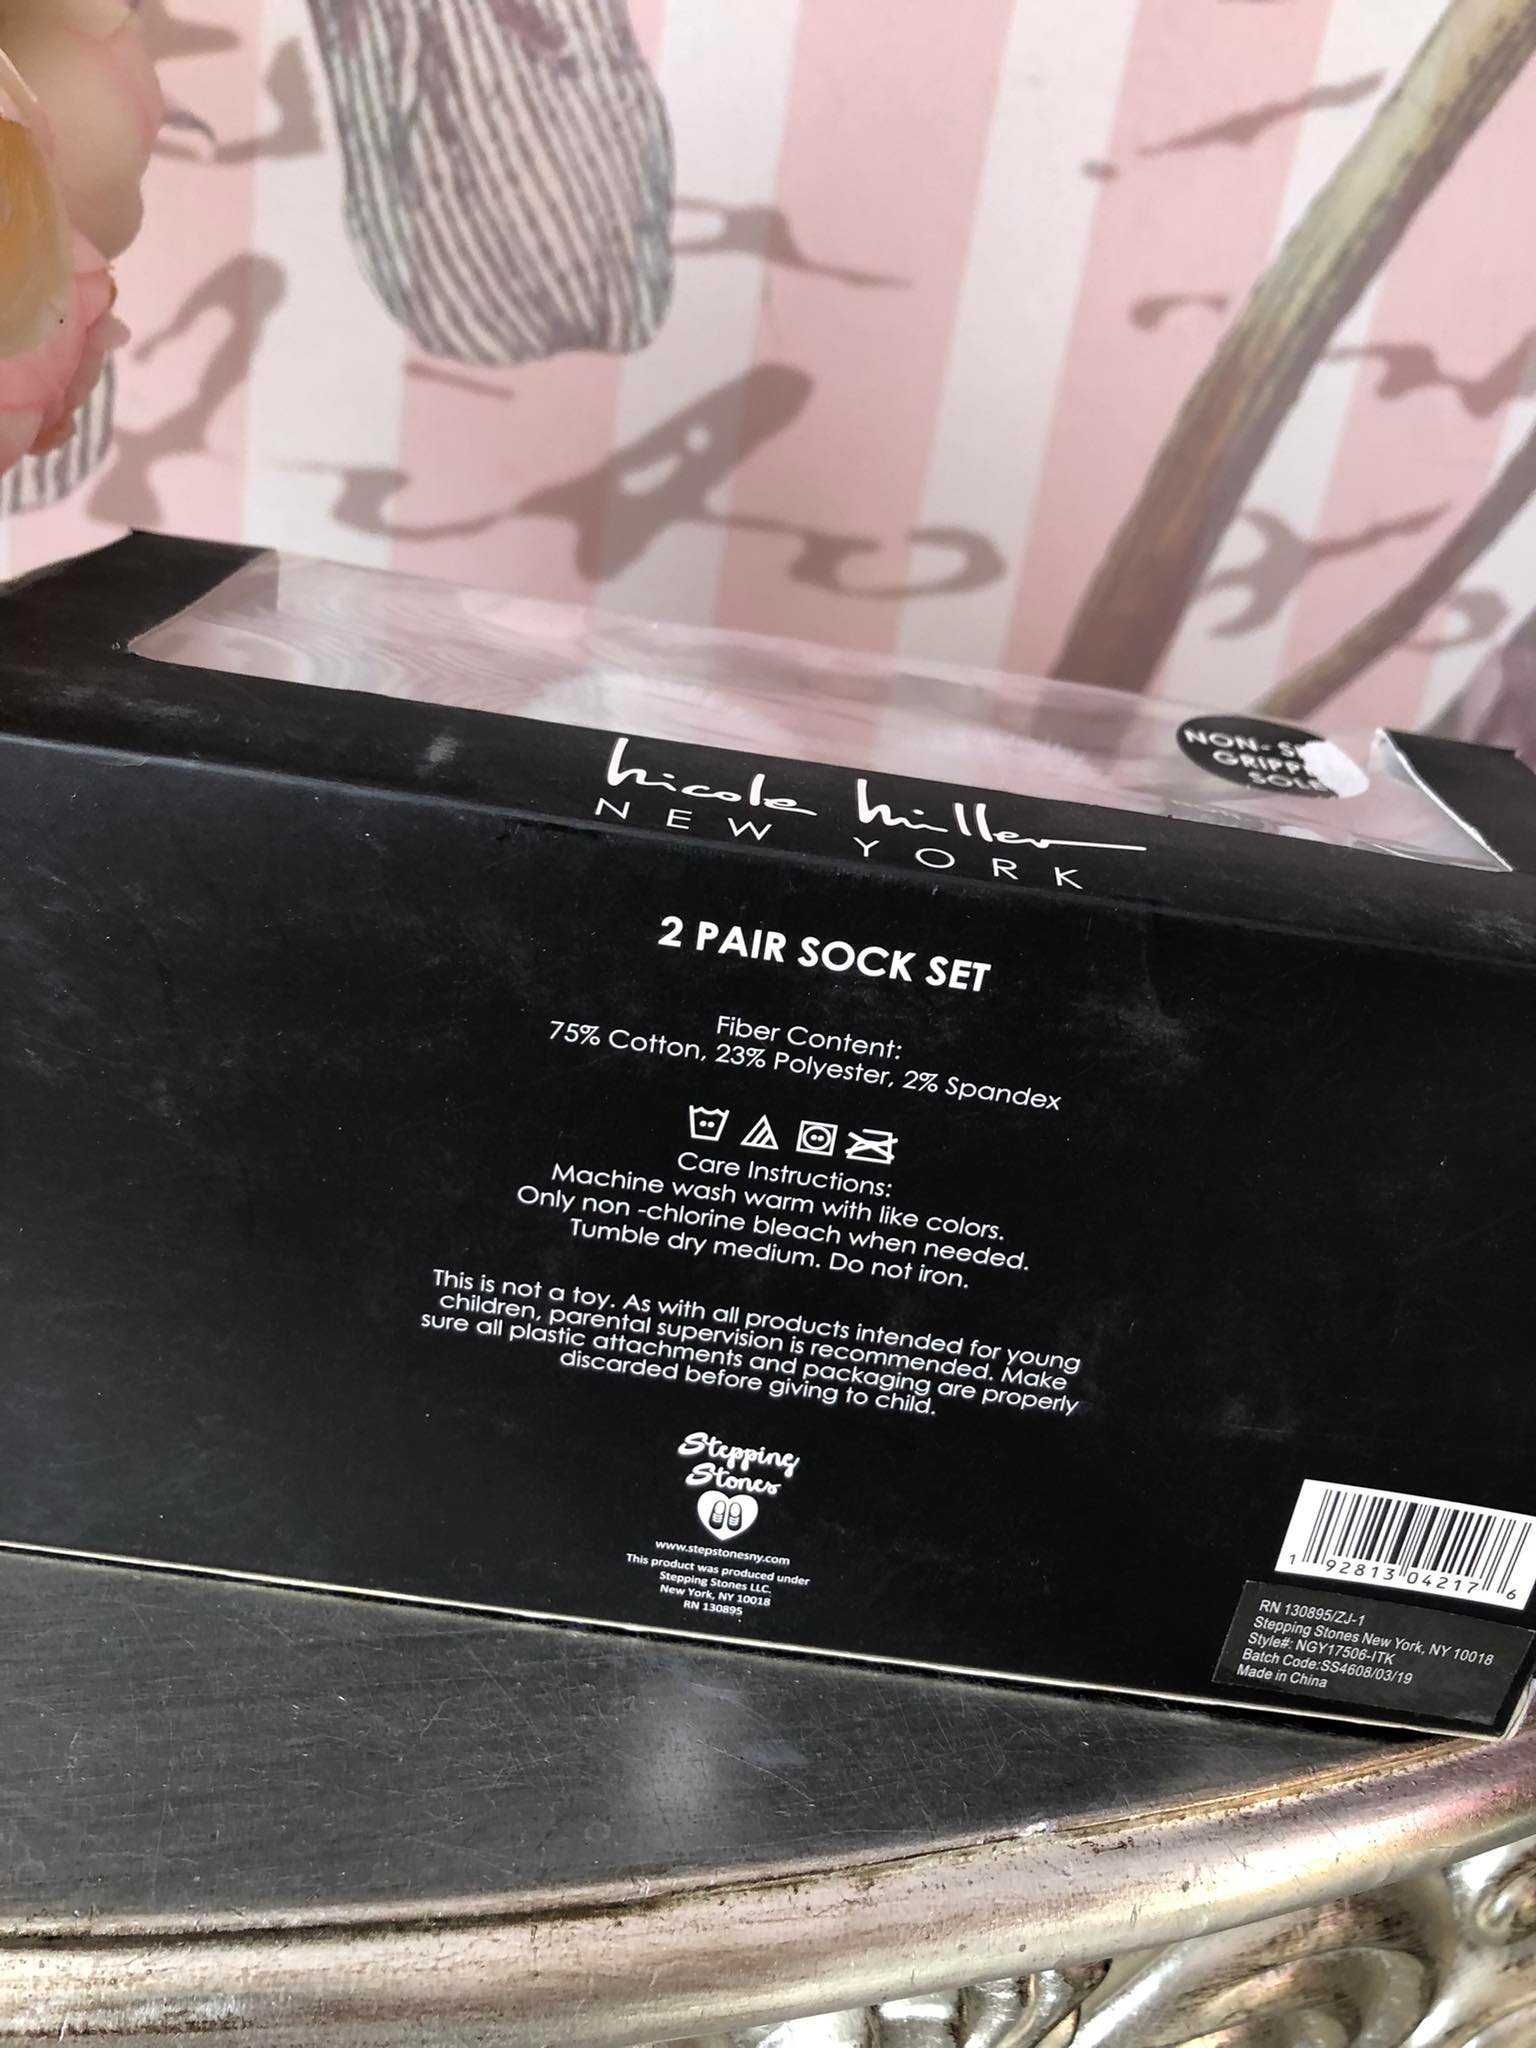 NON-
SOLE
nicole miller
NEW YORK
2 PAIR SOCK SET
Fiber Content:
75% Cotton, 23% Polyester, 2% Spandex
Care Instructions:
Machine wash warm with like colors.
Only non -chlorine bleach when needed.
Tumble dry medium. Do not iron.
This is not a toy. As with all products intended for young
children, parental supervision is recommended. Make
sure all plastic attachments and packaging are properly
discarded before giving to child.
Stepping
Stones
www.stepstonesny.com
This product was produced under
Stepping Stones LLC.
New York, NY 10018
RN 130895
1 92813 04217 6
RN 130895/ZJ-1
Stepping Stones New York, NY 10018
Style#: NGY17506-ITK
Batch Code:SS4608/03/19
Made in China